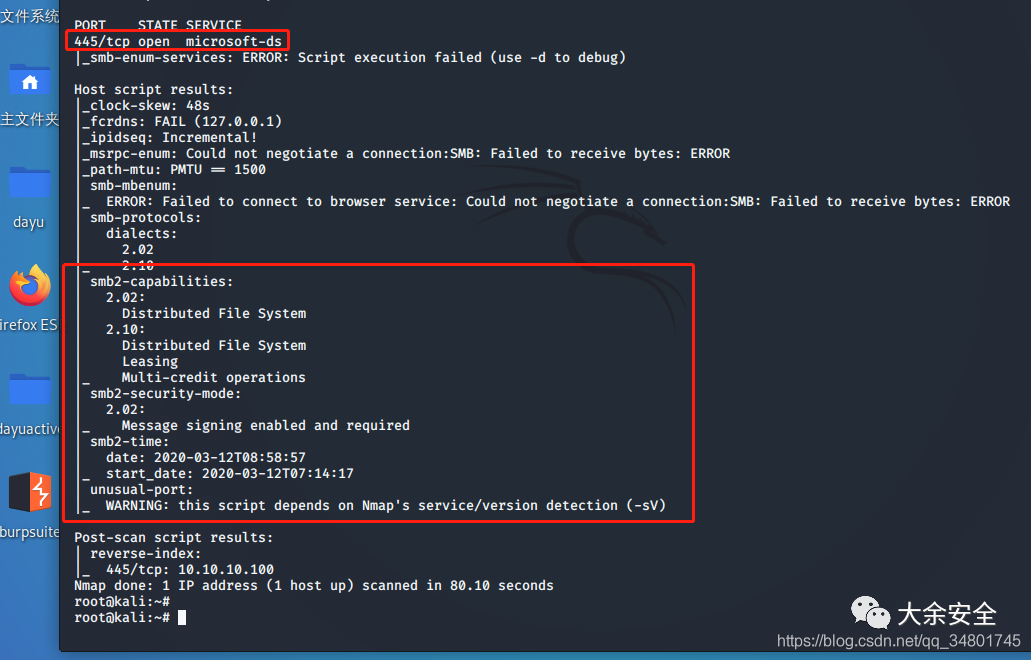 文件系统
主文件夹
dayu
irefox ES
dayuactive
burpsuite
PORT    STATE SERVICE
445/tcp open  microsoft-ds
|_smb-enum-services: ERROR: Script execution failed (use -d to debug)
Host script results:
|_clock-skew: 48s
|_fcrdns: FAIL (127.0.0.1)
|_ipidseq: Incremental!
|_msrpc-enum: Could not negotiate a connection:SMB: Failed to receive bytes: ERROR
|_path-mtu: PMTU == 1500
| smb-mbenum:
|_  ERROR: Failed to connect to browser service: Could not negotiate a connection:SMB: Failed to receive bytes: ERROR
| smb-protocols:
|   dialects:
|     2.02
|_    2.10
| smb2-capabilities:
|   2.02:
|     Distributed File System
|   2.10:
|     Distributed File System
|     Leasing
|_    Multi-credit operations
| smb2-security-mode:
|   2.02:
|_    Message signing enabled and required
| smb2-time:
|   date: 2020-03-12T08:58:57
|_  start_date: 2020-03-12T07:14:17
| unusual-port:
|_  WARNING: this script depends on Nmap's service/version detection (-sV)
Post-scan script results:
| reverse-index:
|_  445/tcp: 10.10.10.100
Nmap done: 1 IP address (1 host up) scanned in 80.10 seconds
root@kali:~#
root@kali:~#
大余安全
https://blog.csdn.net/qq_34801745